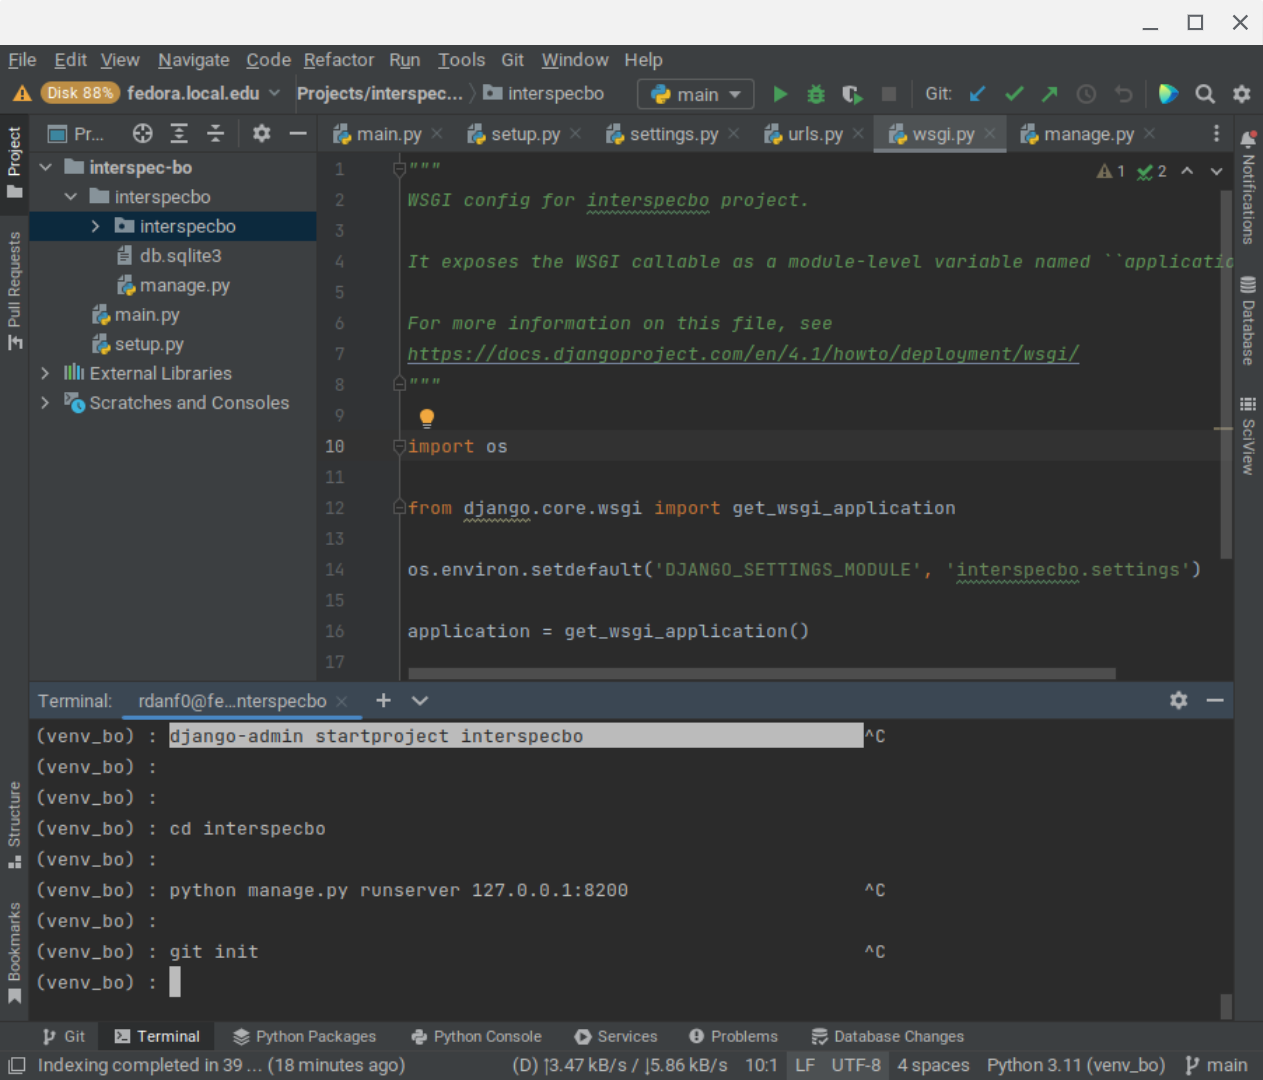 File Edit View Navigate Code Refactor Run Tools Git Window Help
Disk 88% fedora.local.edu Projects/interspec... interspecbo main Git:
Project
Pr...
main.py setup.py settings.py urls.py wsgi.py manage.py
interspec-bo
interspecbo
interspecbo
db.sqlite3
manage.py
main.py
setup.py
External Libraries
Scratches and Consoles
Pull Requests
1 """
1 2
2 WSGI config for interspecbo project.
3
4 It exposes the WSGI callable as a module-level variable named ``applicatio
5
6 For more information on this file, see
7 https://docs.djangoproject.com/en/4.1/howto/deployment/wsgi/
8 """
9
10 import os
11
12 from django.core.wsgi import get_wsgi_application
13
14 os.environ.setdefault('DJANGO_SETTINGS_MODULE', 'interspecbo.settings')
15
16 application = get_wsgi_application()
17
Notifications
Database
SciView
Terminal: rdanf0@fe...nterspecbo
(venv_bo) : django-admin startproject interspecbo ^C
(venv_bo) :
(venv_bo) :
(venv_bo) : cd interspecbo
(venv_bo) :
(venv_bo) : python manage.py runserver 127.0.0.1:8200 ^C
(venv_bo) :
(venv_bo) : git init ^C
(venv_bo) :
Structure
Bookmarks
Git Terminal Python Packages Python Console Services Problems Database Changes
Indexing completed in 39 ... (18 minutes ago) (D) ↑3.47 kB/s / ↓5.86 kB/s 10:1 LF UTF-8 4 spaces Python 3.11 (venv_bo) main